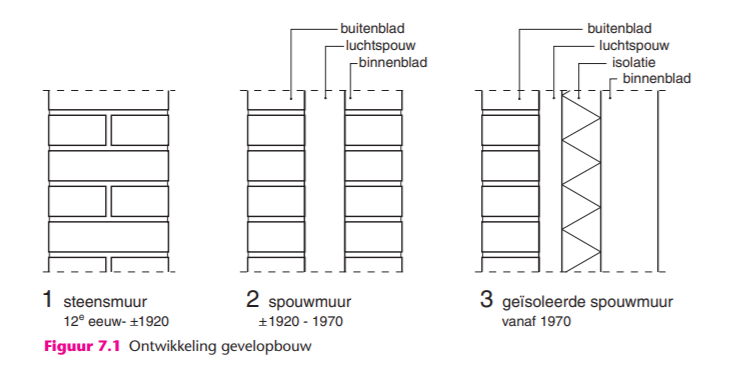 buitenblad
luchtspouw
binnenblad
buitenblad
luchtspouw
isolatie
binnenblad
1 steensmuur
12e eeuw- ±1920
2 spouwmuur
±1920 - 1970
3 geïsoleerde spouwmuur
vanaf 1970
Figuur 7.1 Ontwikkeling gevelopbouw